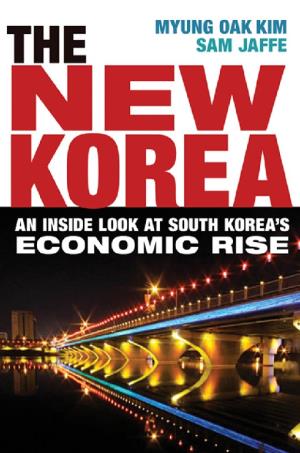 MYUNG OAK KIM
SAM JAFFE
THE
NEW
KOREA
AN INSIDE LOOK AT SOUTH KOREA'S
ECONOMIC RISE